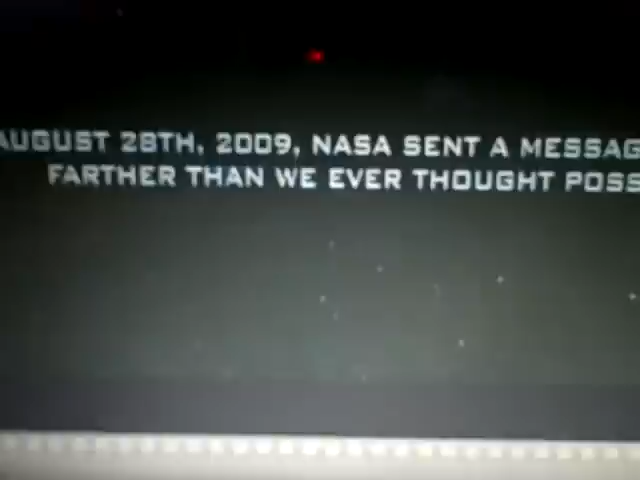 AUGUST 28TH, 2009, NASA SENT A MESSAG
FARTHER THAN WE EVER THOUGHT POSS